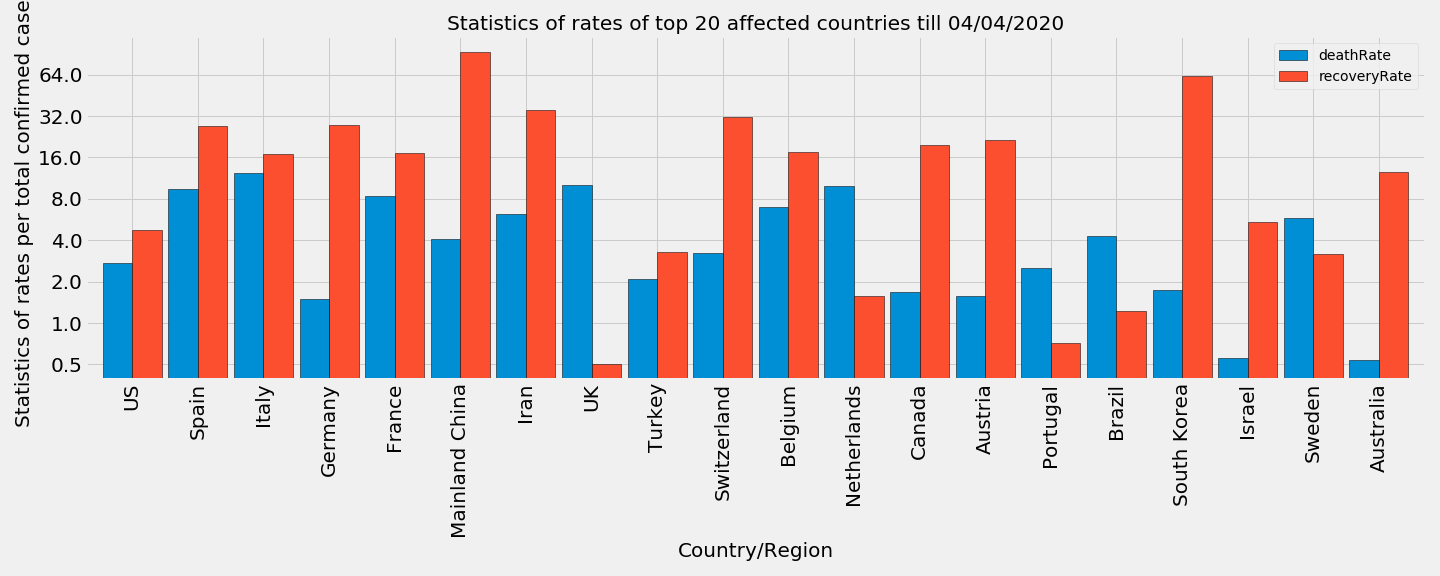 Statistics of rates of top 20 affected countries till 04/04/2020
Statistics of rates per total confirmed case
64.0
32.0
16.0
8.0
4.0
2.0
1.0
0.5
deathRate
recoveryRate
US
Spain
Italy
Germany
France
Mainland China
Iran
UK
Turkey
Switzerland
Belgium
Netherlands
Canada
Austria
Portugal
Brazil
South Korea
Israel
Sweden
Australia
Country/Region